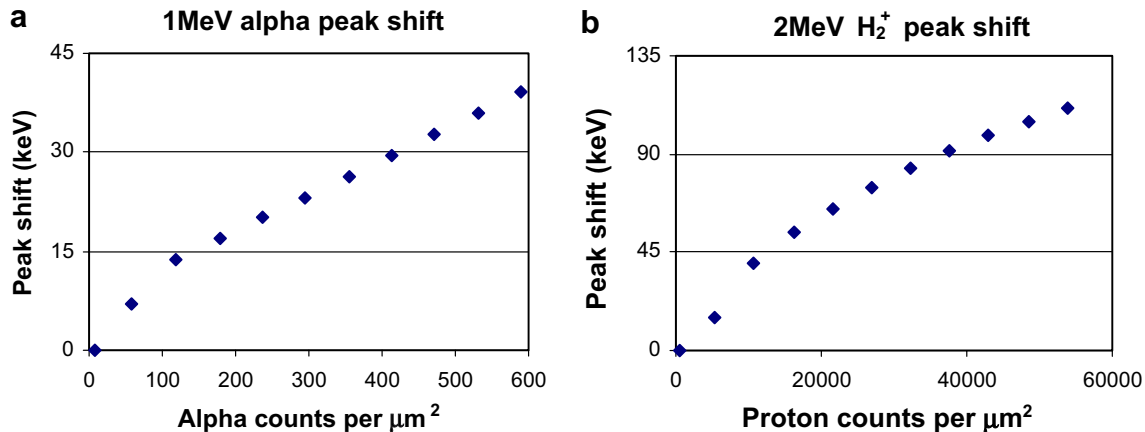 a
1MeV alpha peak shift
45
30
15
0
Peak shift (keV)
0 100 200 300 400 500 600
Alpha counts per μm²
b
2MeV H₂⁺ peak shift
135
90
45
0
Peak shift (keV)
0 20000 40000 60000
Proton counts per μm²